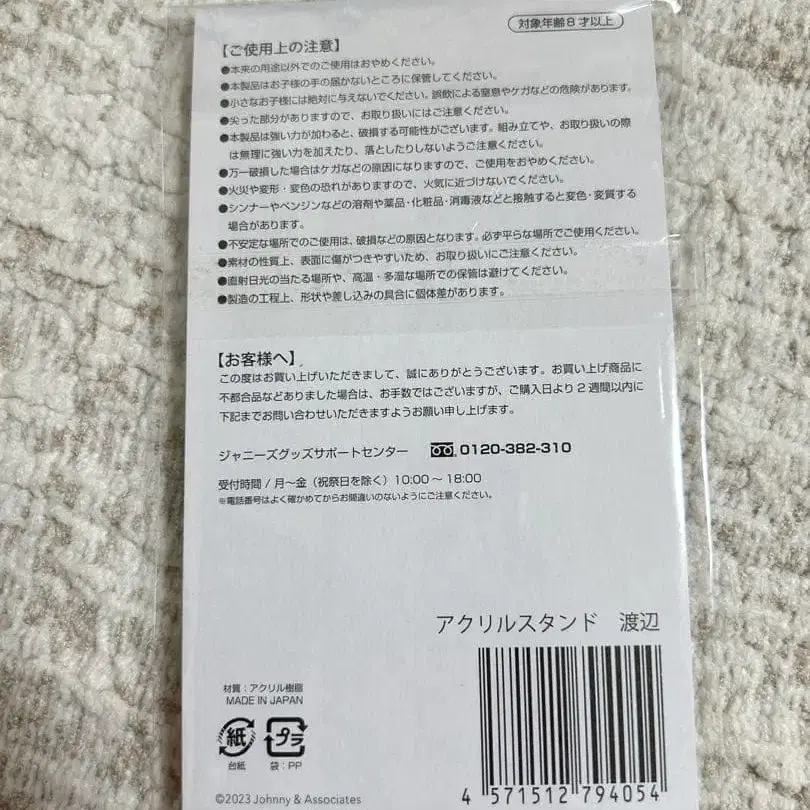 対象年齢8才以上
【ご使用上の注意】
●本来の用途以外でのご使用はおやめください。
●本製品はお子様の手の届かないところに保管してください。
●小さなお子様には絶対に与えないでください。誤飲による窒息やケガなどの危険があります。
●尖った部分がありますので、お取り扱いにはご注意ください。
●本製品は強い力が加わると、破損する可能性がございます。組み立てや、お取り扱いの際
は無理に強い力を加えたり、落としたりしないようご注意ください。
●万一破損した場合はケガなどの原因になりますので、ご使用をおやめください。
●火災や変形・変色の恐れがありますので、火気に近づけないでください。
●シンナーやベンジンなどの溶剤や薬品・化粧品・消毒液などと接触すると変色・変質する
場合があります。
●不安定な場所でのご使用は、破損などの原因となります。必ず平らな場所でご使用ください。
●素材の性質上、表面に傷がつきやすいため、お取り扱いにご注意ください。
●直射日光の当たる場所や、高温・多湿な場所での保管は避けてください。
●製造の工程上、形状や差し込みの具合に個体差があります。
【お客様へ】
この度はお買い上げいただきまして、誠にありがとうございます。お買い上げ商品に
不都合品などありました場合は、お手数ではございますが、ご購入日より2週間以内に
下記までお問い合わせいただきますようお願い申し上げます。
ジャニーズグッズサポートセンター 0120-382-310
受付時間/月～金(祝祭日を除く)10:00～18:00
※電話番号はよく確かめてからお間違いのないようにご注意ください。
アクリルスタンド 渡辺
材質:アクリル樹脂
MADE IN JAPAN
紙 プラ
台紙 袋:PP
©2023 Johnny & Associates
4 571512 794054